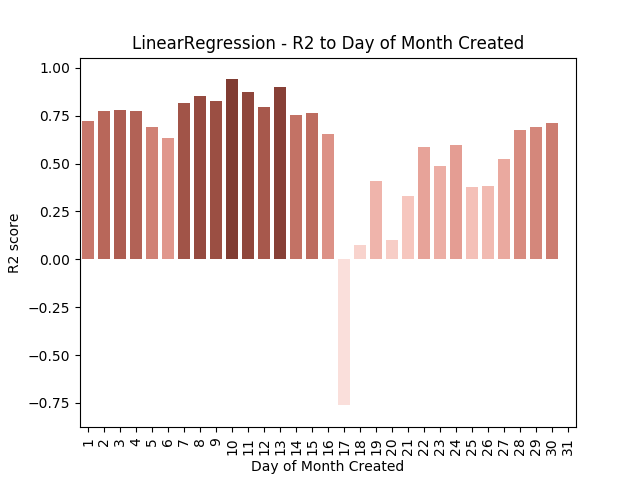 LinearRegression - R2 to Day of Month Created
R2 score
1.00
0.75
0.50
0.25
0.00
−0.25
−0.50
−0.75
1 2 3 4 5 6 7 8 9 10 11 12 13 14 15 16 17 18 19 20 21 22 23 24 25 26 27 28 29 30 31
Day of Month Created